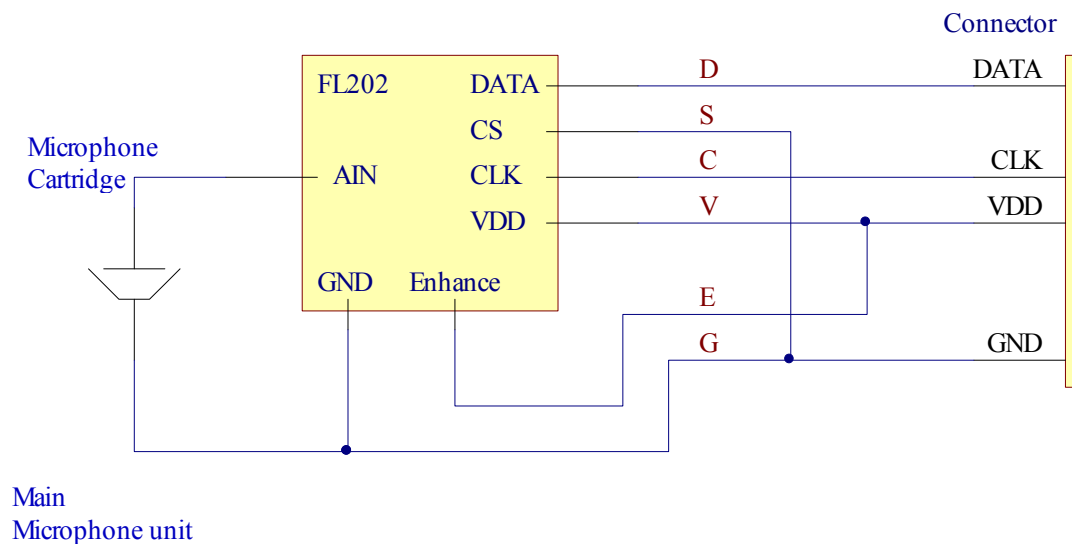 Connector
FL202
DATA
D
DATA
CS
S
Microphone
Cartridge
AIN
CLK
C
CLK
VDD
V
VDD
GND
Enhance
E
G
GND
Main
Microphone unit